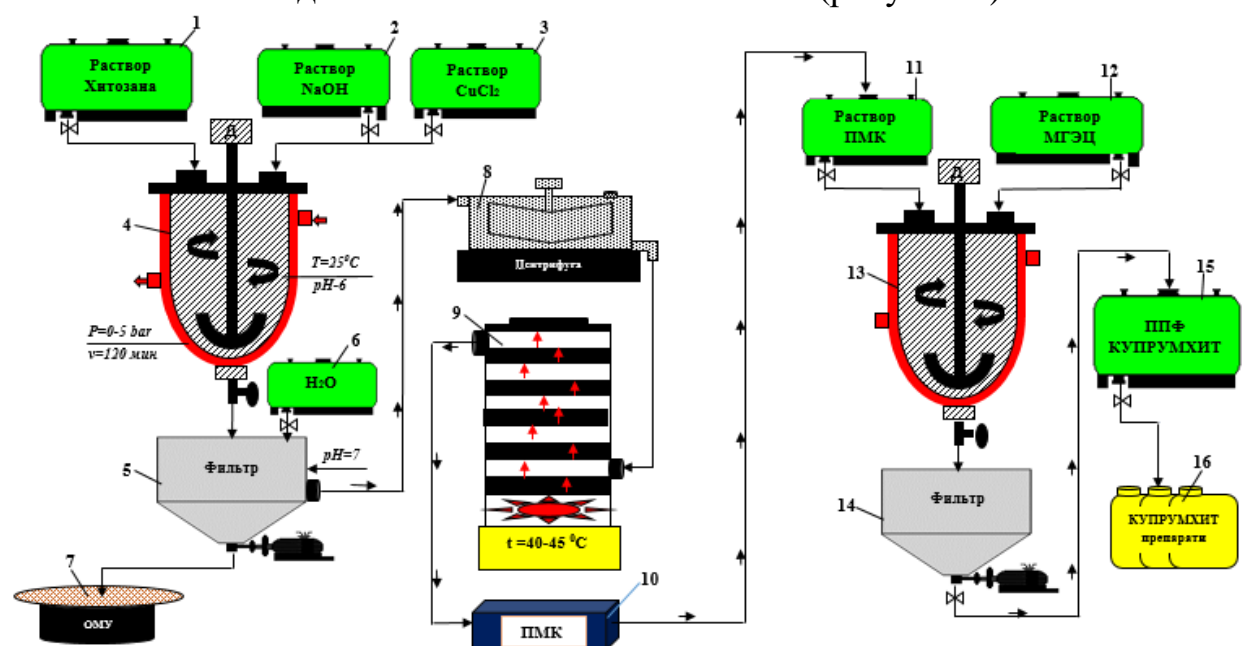 1
2
3
Раствор
Хитозана
Раствор
NaOH
Раствор
CuCl₂
Д
4
T=25⁰C
pH-6
P=0-5 bar
v=120 мин
6
H₂O
5
Фильтр
pH=7
7
ОМУ
8
Центрифуга
9
t =40-45 ⁰C
10
ПМК
11
12
Раствор
ПМК
Раствор
МГЭЦ
Д
13
15
ППФ
КУПРУМХИТ
14
Фильтр
16
КУПРУМХИТ
препарати